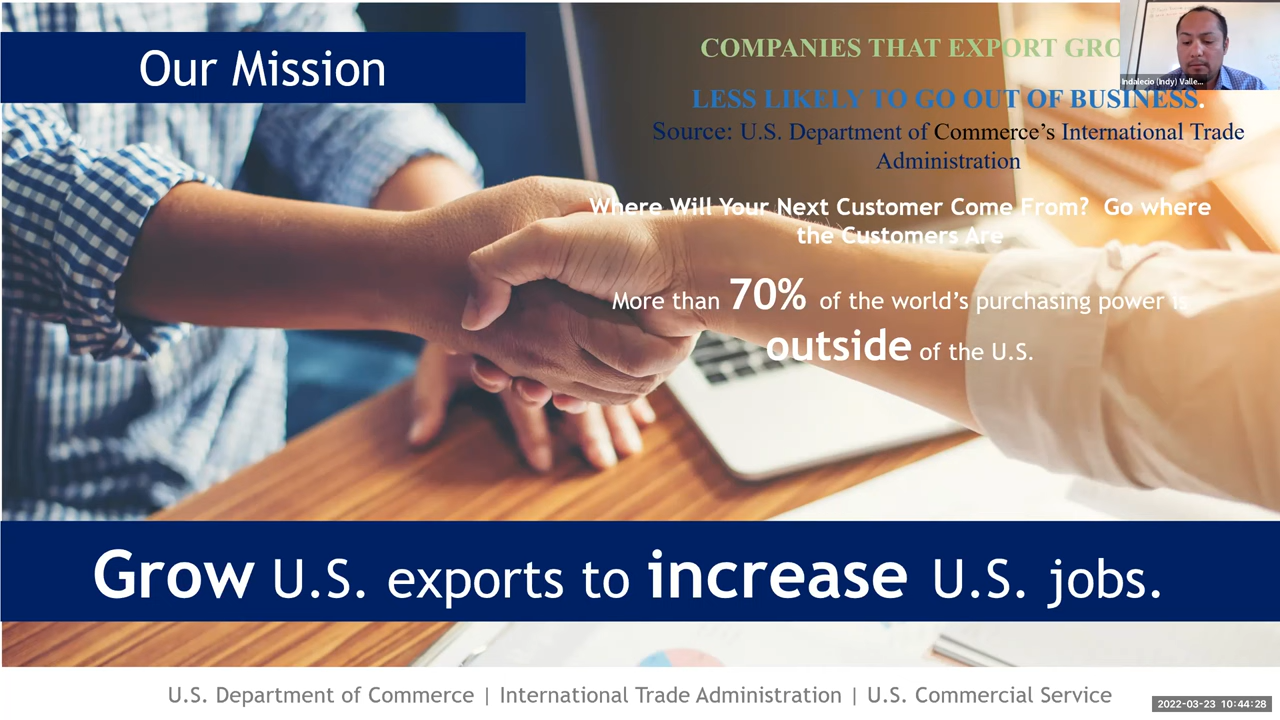 Our Mission
COMPANIES THAT EXPORT
LESS LIKELY TO GO OUT OF BUSINESS.
Source: U.S. Department of Commerce’s International Trade
Administration
Where Will Your Next Customer Come From? Go where
the Customers Are
More than 70% of the world’s purchasing power is
outside of the U.S.
Grow U.S. exports to increase U.S. jobs.
U.S. Department of Commerce | International Trade Administration | U.S. Commercial Service
Indalecio (Indy) Valle...
2022-03-23 10:44:28